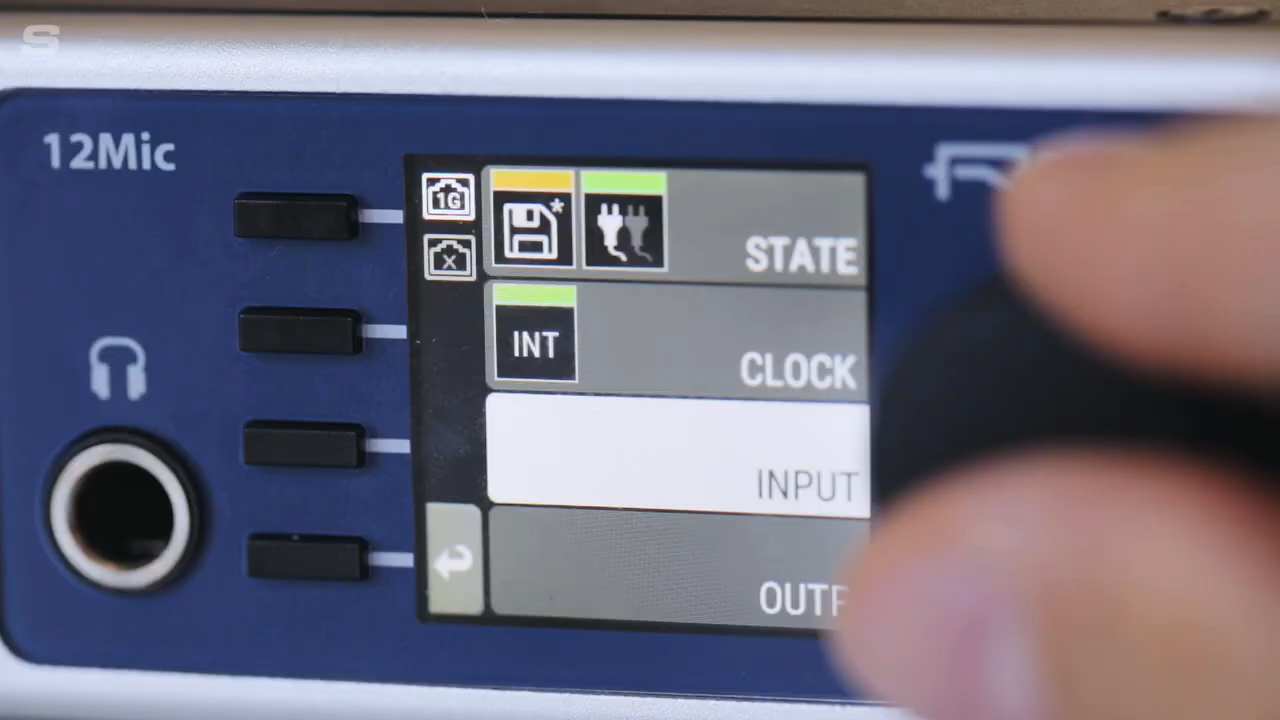 S
12Mic
1G
STATE
INT
CLOCK
INPUT
OUTP